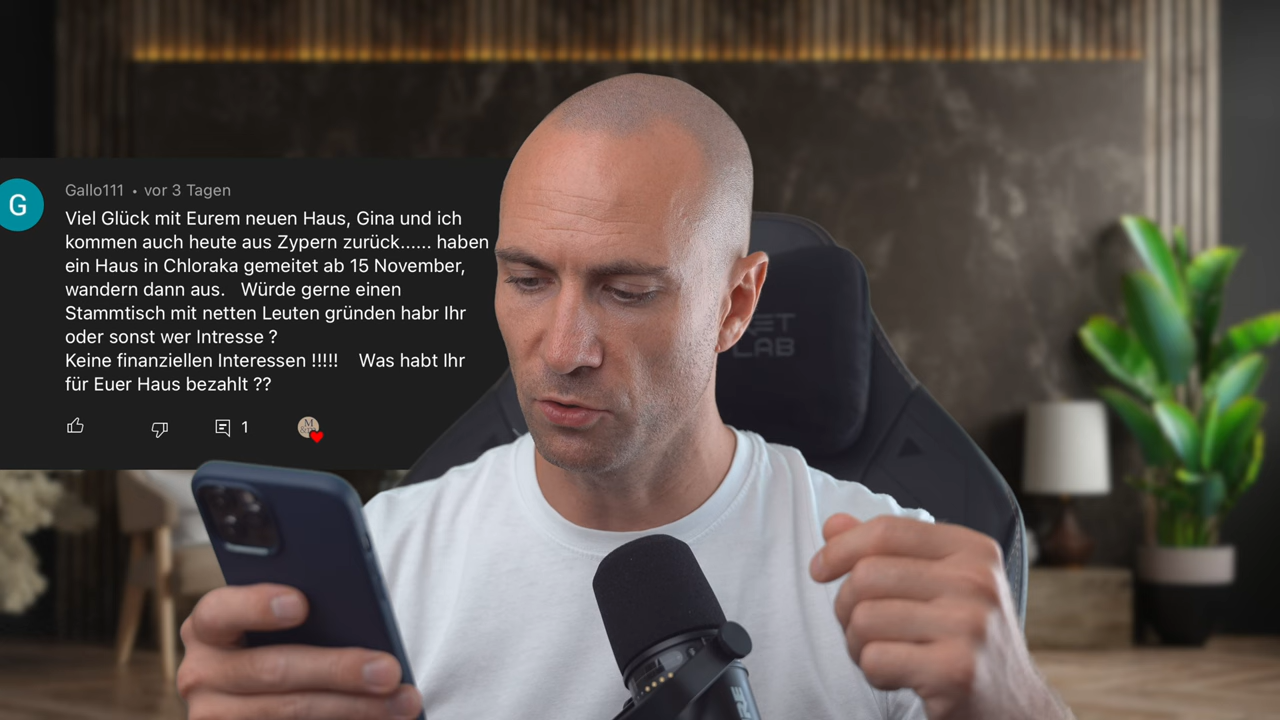 G
Gallo111 • vor 3 Tagen
Viel Glück mit Eurem neuen Haus, Gina und ich
kommen auch heute aus Zypern zurück...... haben
ein Haus in Chloraka gemeitet ab 15 November,
wandern dann aus. Würde gerne einen
Stammtisch mit netten Leuten gründen habr Ihr
oder sonst wer Intresse ?
Keine finanziellen Interessen !!!!! Was habt Ihr
für Euer Haus bezahlt ??
1
LAB